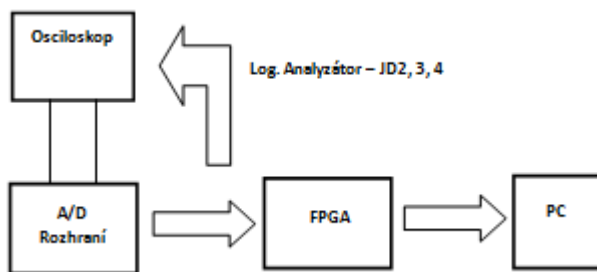 Osciloskop
Log. Analyzátor – JD2, 3, 4
A/D
Rozhraní
FPGA
PC